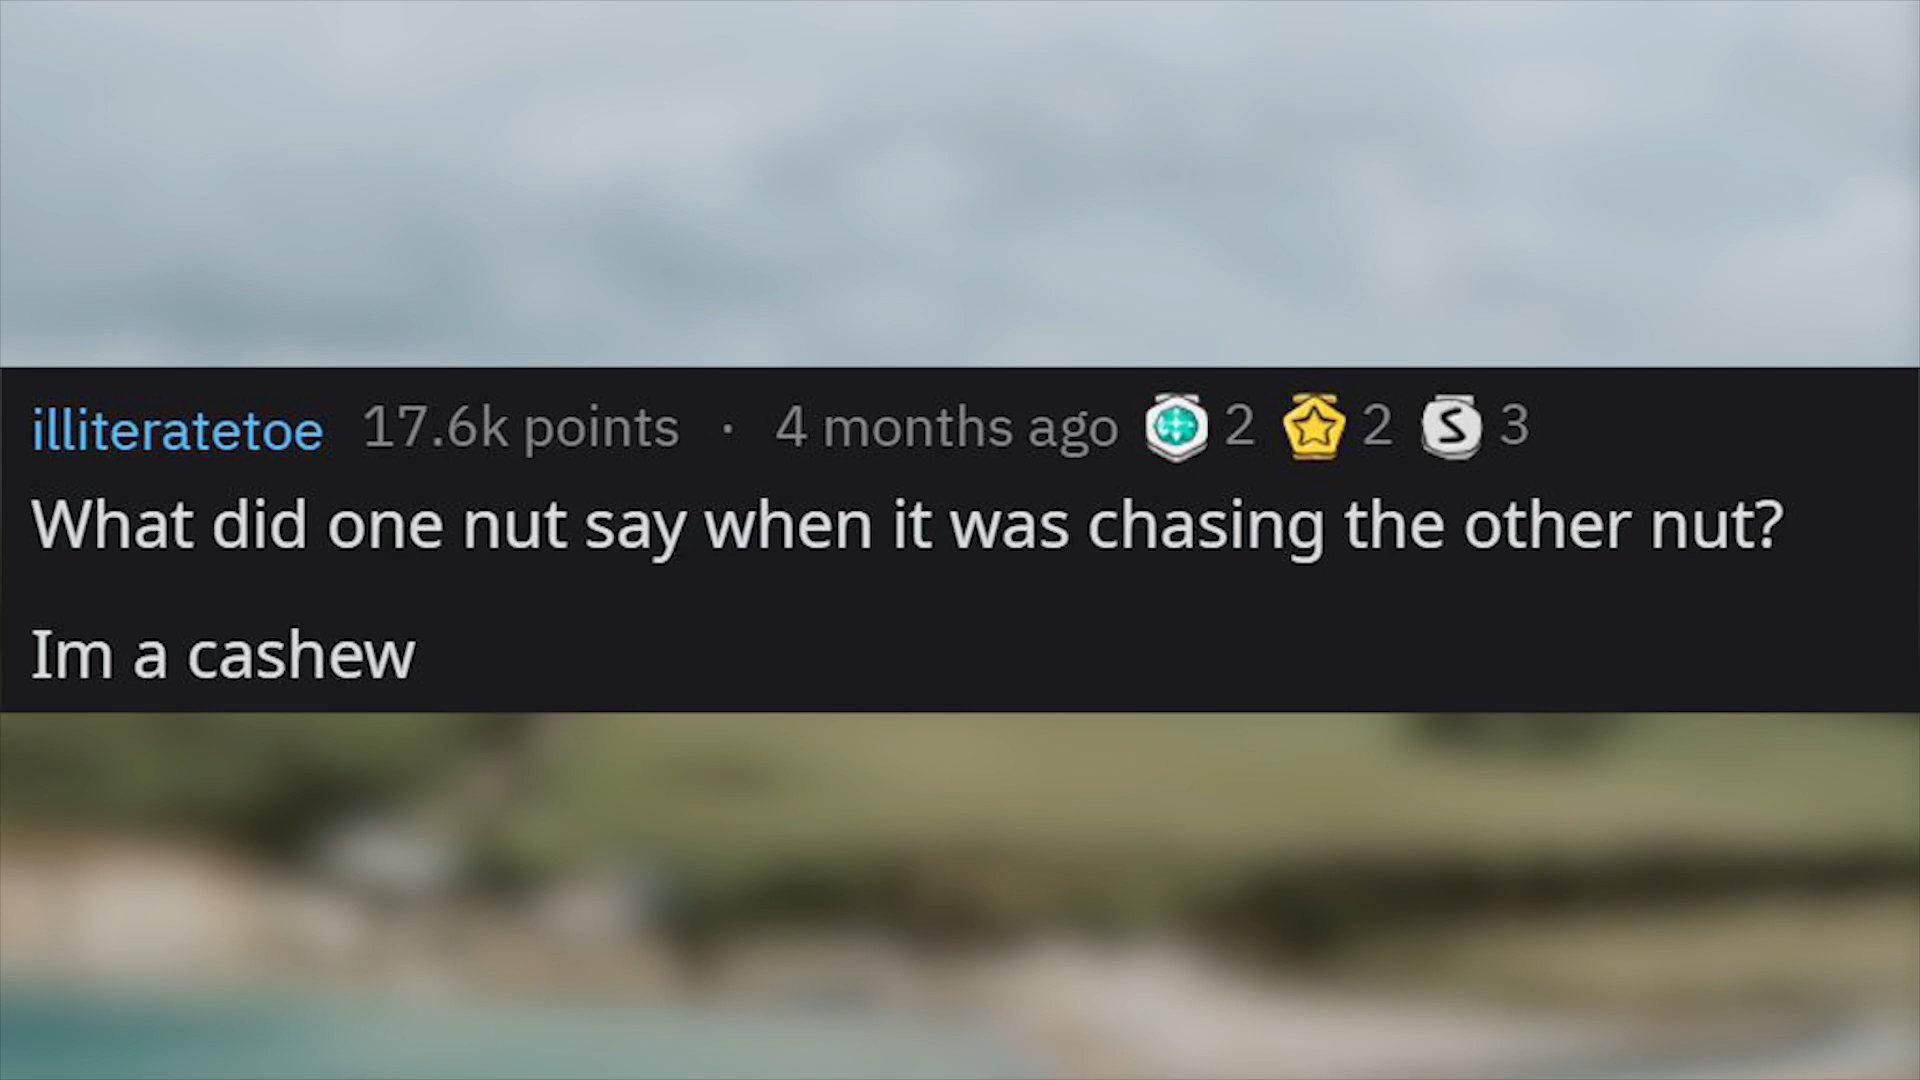 illiteratetoe 17.6k points · 4 months ago 2 2 S 3
What did one nut say when it was chasing the other nut?
Im a cashew